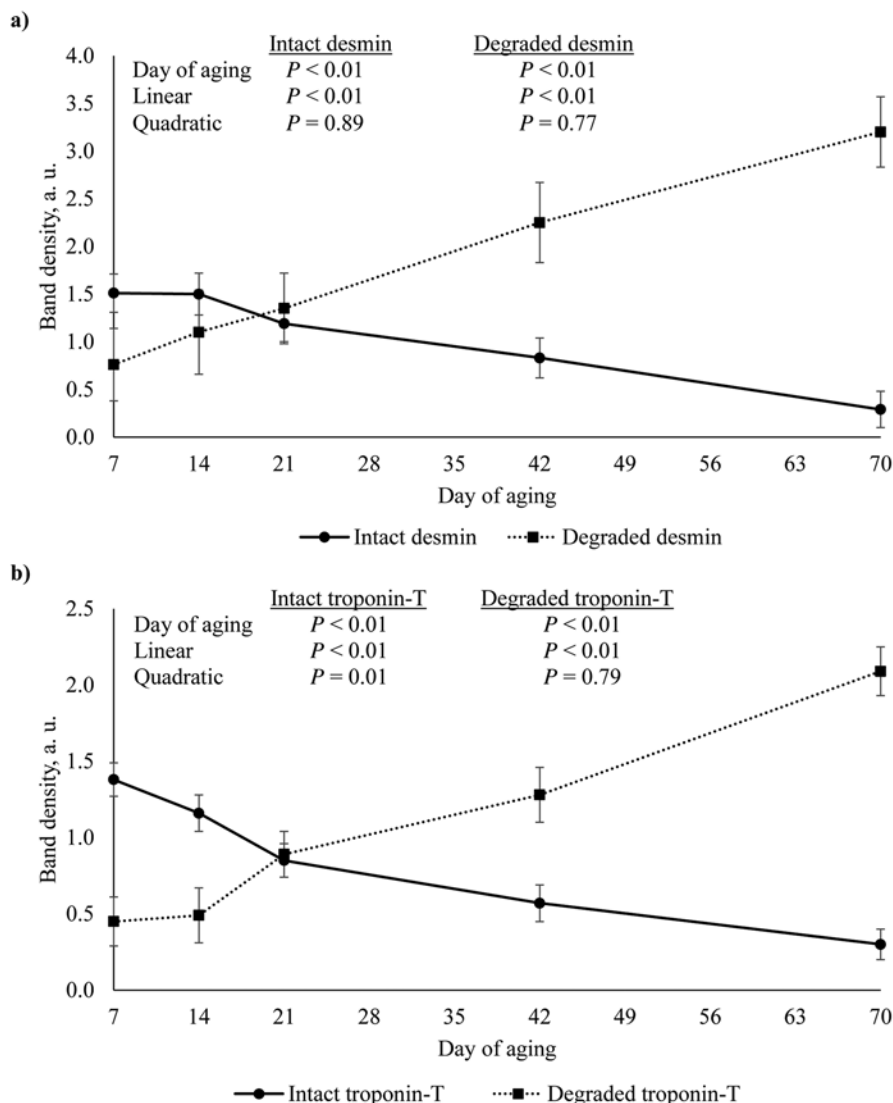 a)
Intact desmin Degraded desmin
Day of aging P < 0.01 P < 0.01
Linear P < 0.01 P < 0.01
Quadratic P = 0.89 P = 0.77
Band density, a. u.
4.0
3.5
3.0
2.5
2.0
1.5
1.0
0.5
0.0
7 14 21 28 35 42 49 56 63 70
Day of aging
Intact desmin Degraded desmin
b)
Intact troponin-T Degraded troponin-T
Day of aging P < 0.01 P < 0.01
Linear P < 0.01 P < 0.01
Quadratic P = 0.01 P = 0.79
Band density, a. u.
2.5
2.0
1.5
1.0
0.5
0.0
7 14 21 28 35 42 49 56 63 70
Day of aging
Intact troponin-T Degraded troponin-T